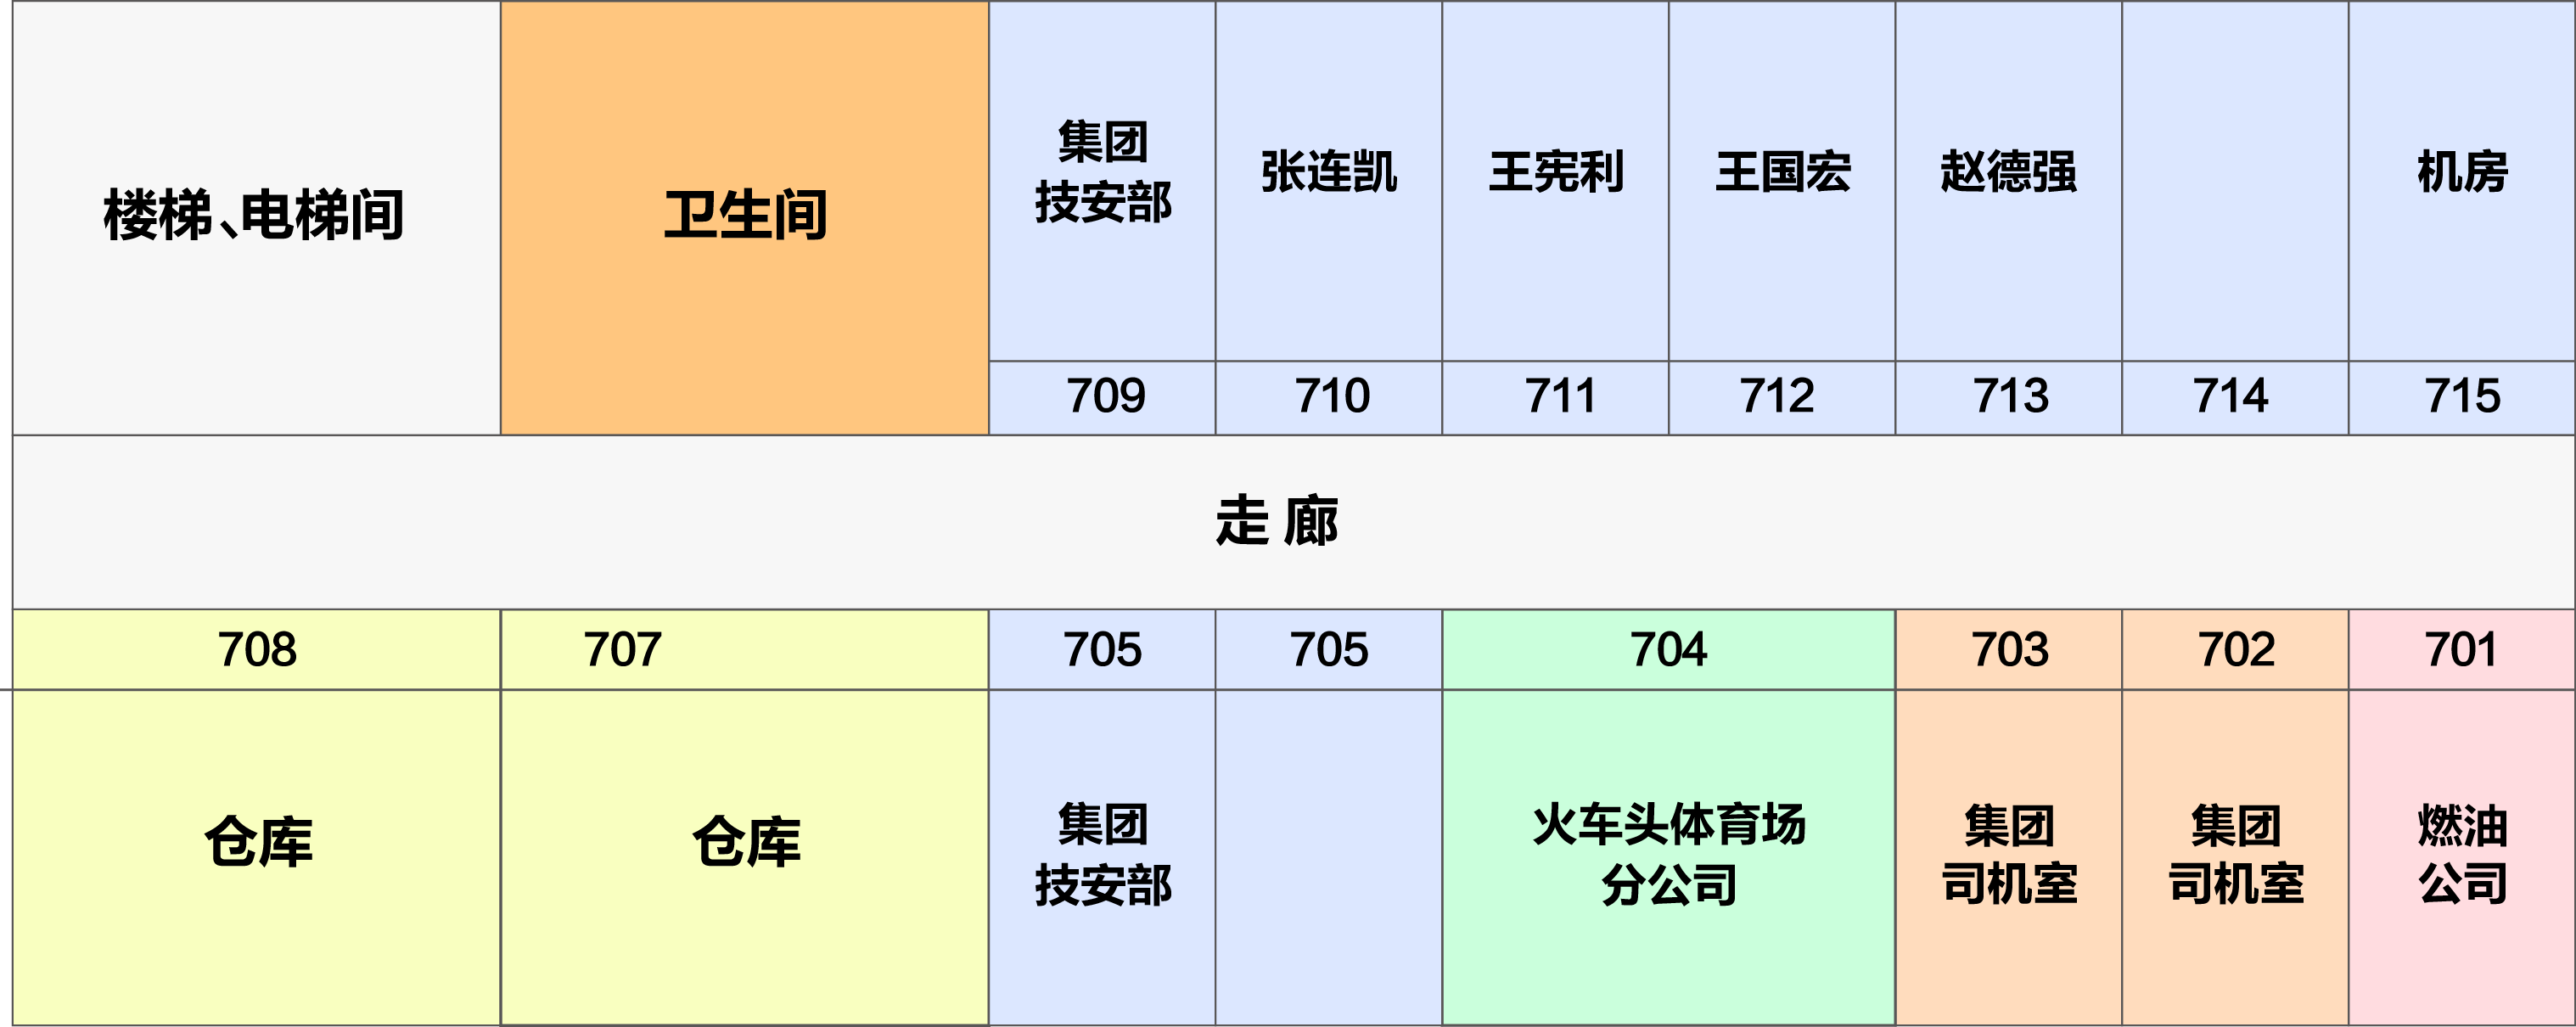 楼梯、电梯间
卫生间
集团
技安部
张连凯
王宪利
王国宏
赵德强
机房
709
710
711
712
713
714
715
走 廊
708
707
705
705
704
703
702
701
仓库
仓库
集团
技安部
火车头体育场
分公司
集团
司机室
集团
司机室
燃油
公司